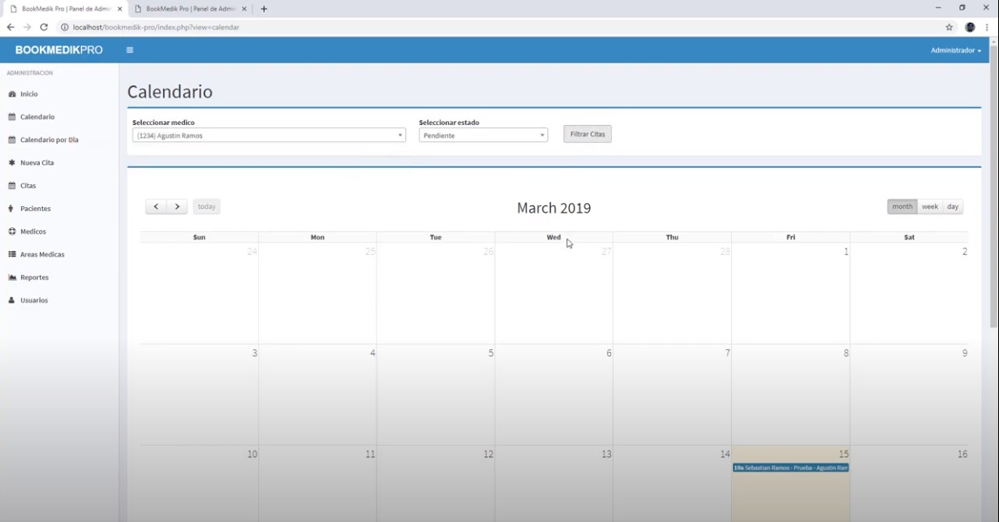 BookMedik Pro | Panel de Admin
BookMedik Pro | Panel de Admin
localhost/bookmedik-pro/index.php?view=calendar
BOOKMEDIKPRO
Administrador
ADMINISTRACION
Inicio
Calendario
Calendario por Dia
Nueva Cita
Citas
Pacientes
Medicos
Areas Medicas
Reportes
Usuarios
Calendario
Seleccionar medico
Seleccionar estado
(1234) Agustin Ramos
Pendiente
Filtrar Citas
today
March 2019
month week day
Sun Mon Tue Wed Thu Fri Sat
24 25 26 27 28 1 2
3 4 5 6 7 8 9
10 11 12 13 14 15 16
10a Sebastian Ramos - Prueba - Agustin Ram